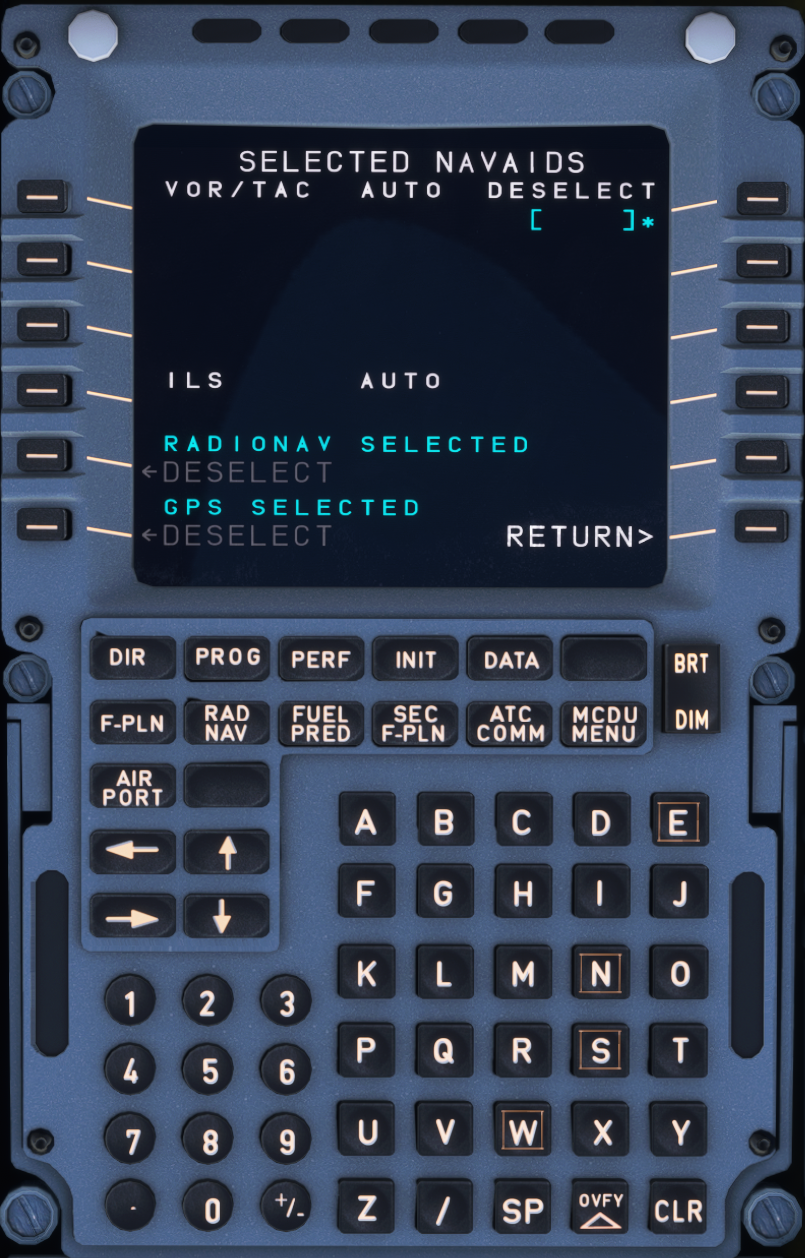 SELECTED NAVAIDS
VOR/TAC AUTO DESELECT
[ ]*
ILS AUTO
RADIONAV SELECTED
←DESELECT
GPS SELECTED
←DESELECT RETURN>
DIR PROG PERF INIT DATA
BRT
F-PLN RAD NAV FUEL PRED SEC F-PLN ATC COMM MCDU MENU
DIM
AIR PORT
← ↑
→ ↓
A B C D E
F G H I J
K L M N O
1 2 3
P Q R S T
4 5 6
U V W X Y
7 8 9
Z / SP OVFY CLR
. 0 +/-